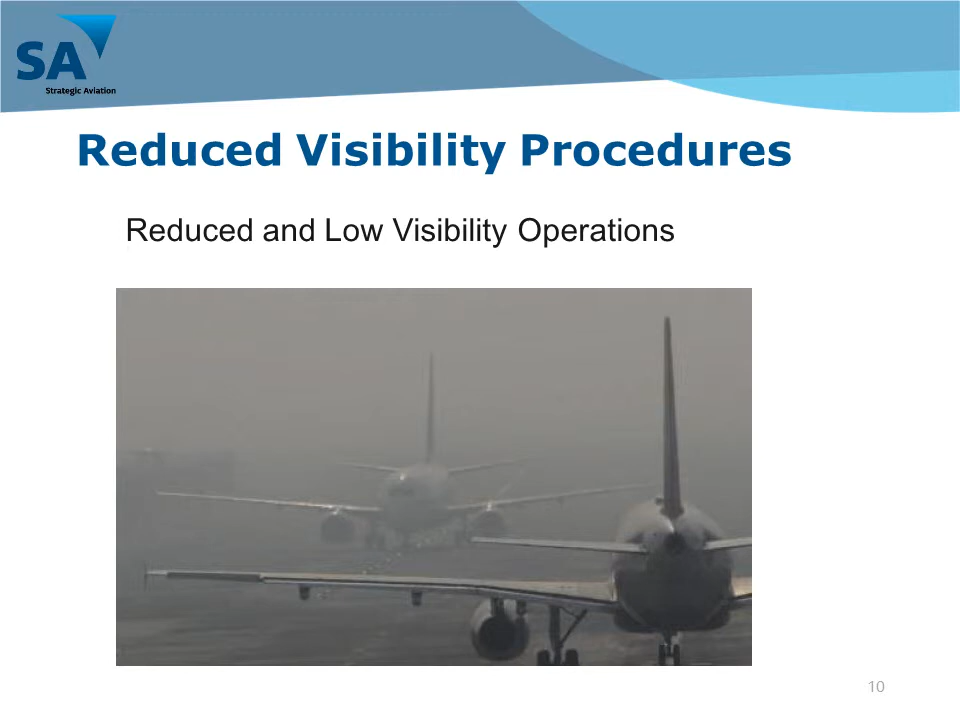 SA
Strategic Aviation
Reduced Visibility Procedures
Reduced and Low Visibility Operations
10